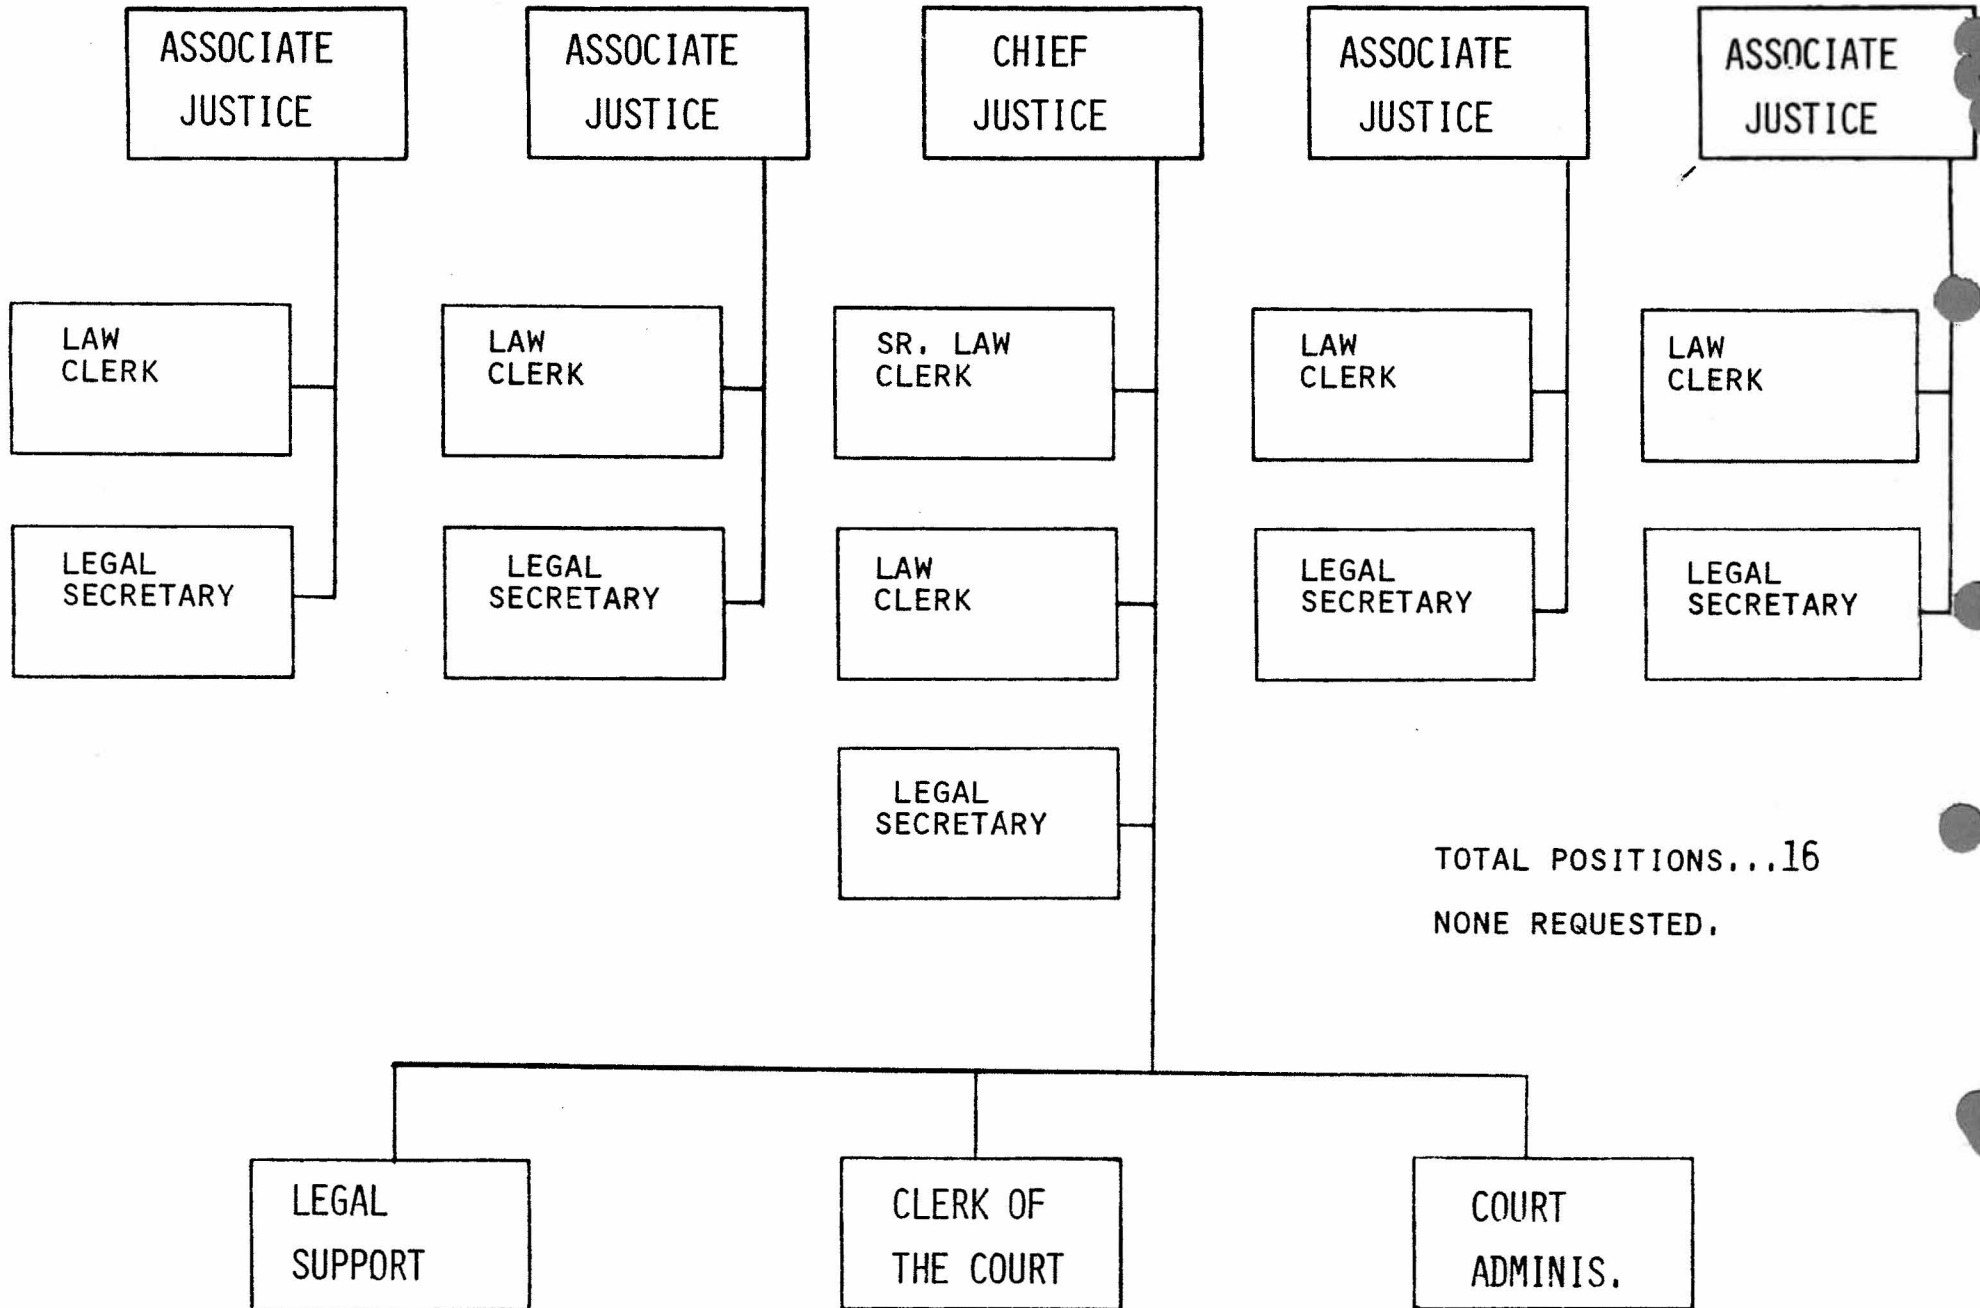 ASSOCIATE
JUSTICE
ASSOCIATE
JUSTICE
CHIEF
JUSTICE
ASSOCIATE
JUSTICE
ASSOCIATE
JUSTICE
LAW
CLERK
LAW
CLERK
SR. LAW
CLERK
LAW
CLERK
LAW
CLERK
LEGAL
SECRETARY
LEGAL
SECRETARY
LAW
CLERK
LEGAL
SECRETARY
LEGAL
SECRETARY
LEGAL
SECRETARY
TOTAL POSITIONS...16
NONE REQUESTED.
LEGAL
SUPPORT
CLERK OF
THE COURT
COURT
ADMINIS.